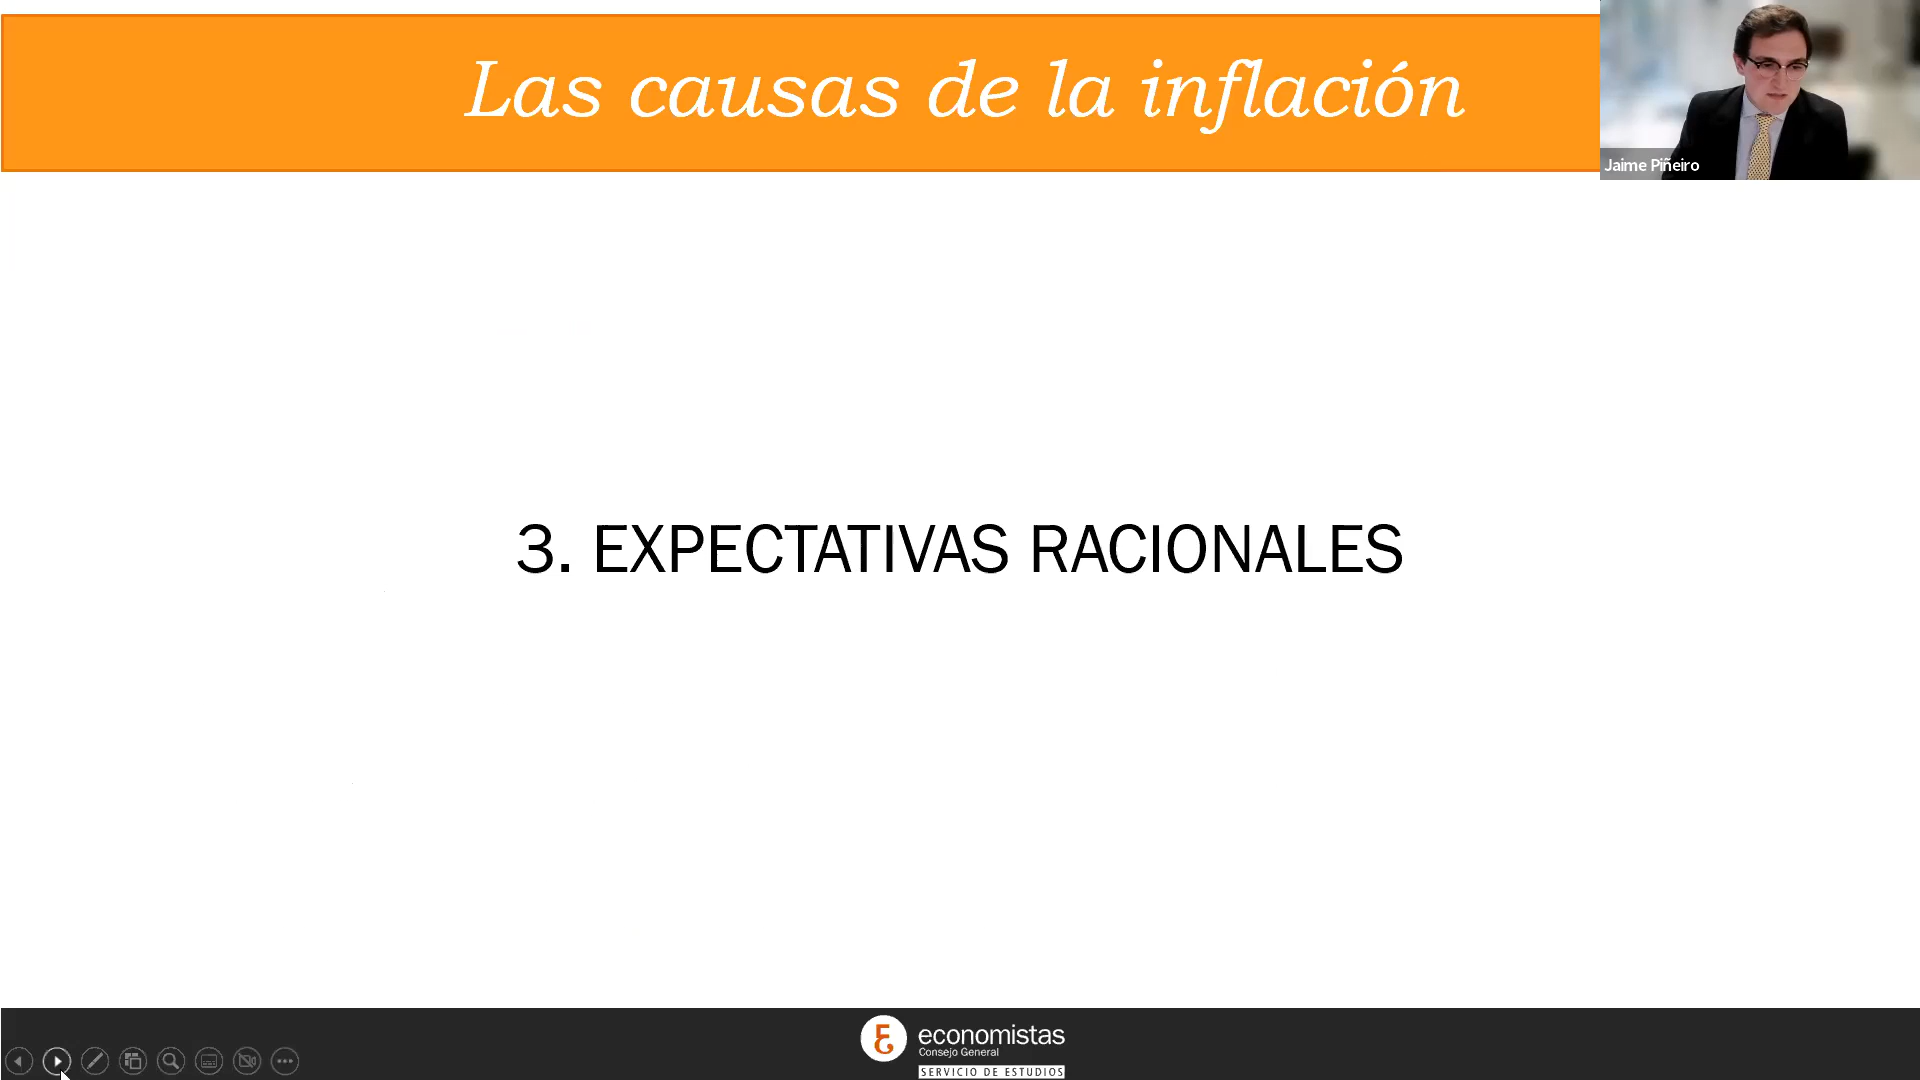 Las causas de la inflación
Jaime Piñeiro
3. EXPECTATIVAS RACIONALES
economistas
Consejo General
SERVICIO DE ESTUDIOS